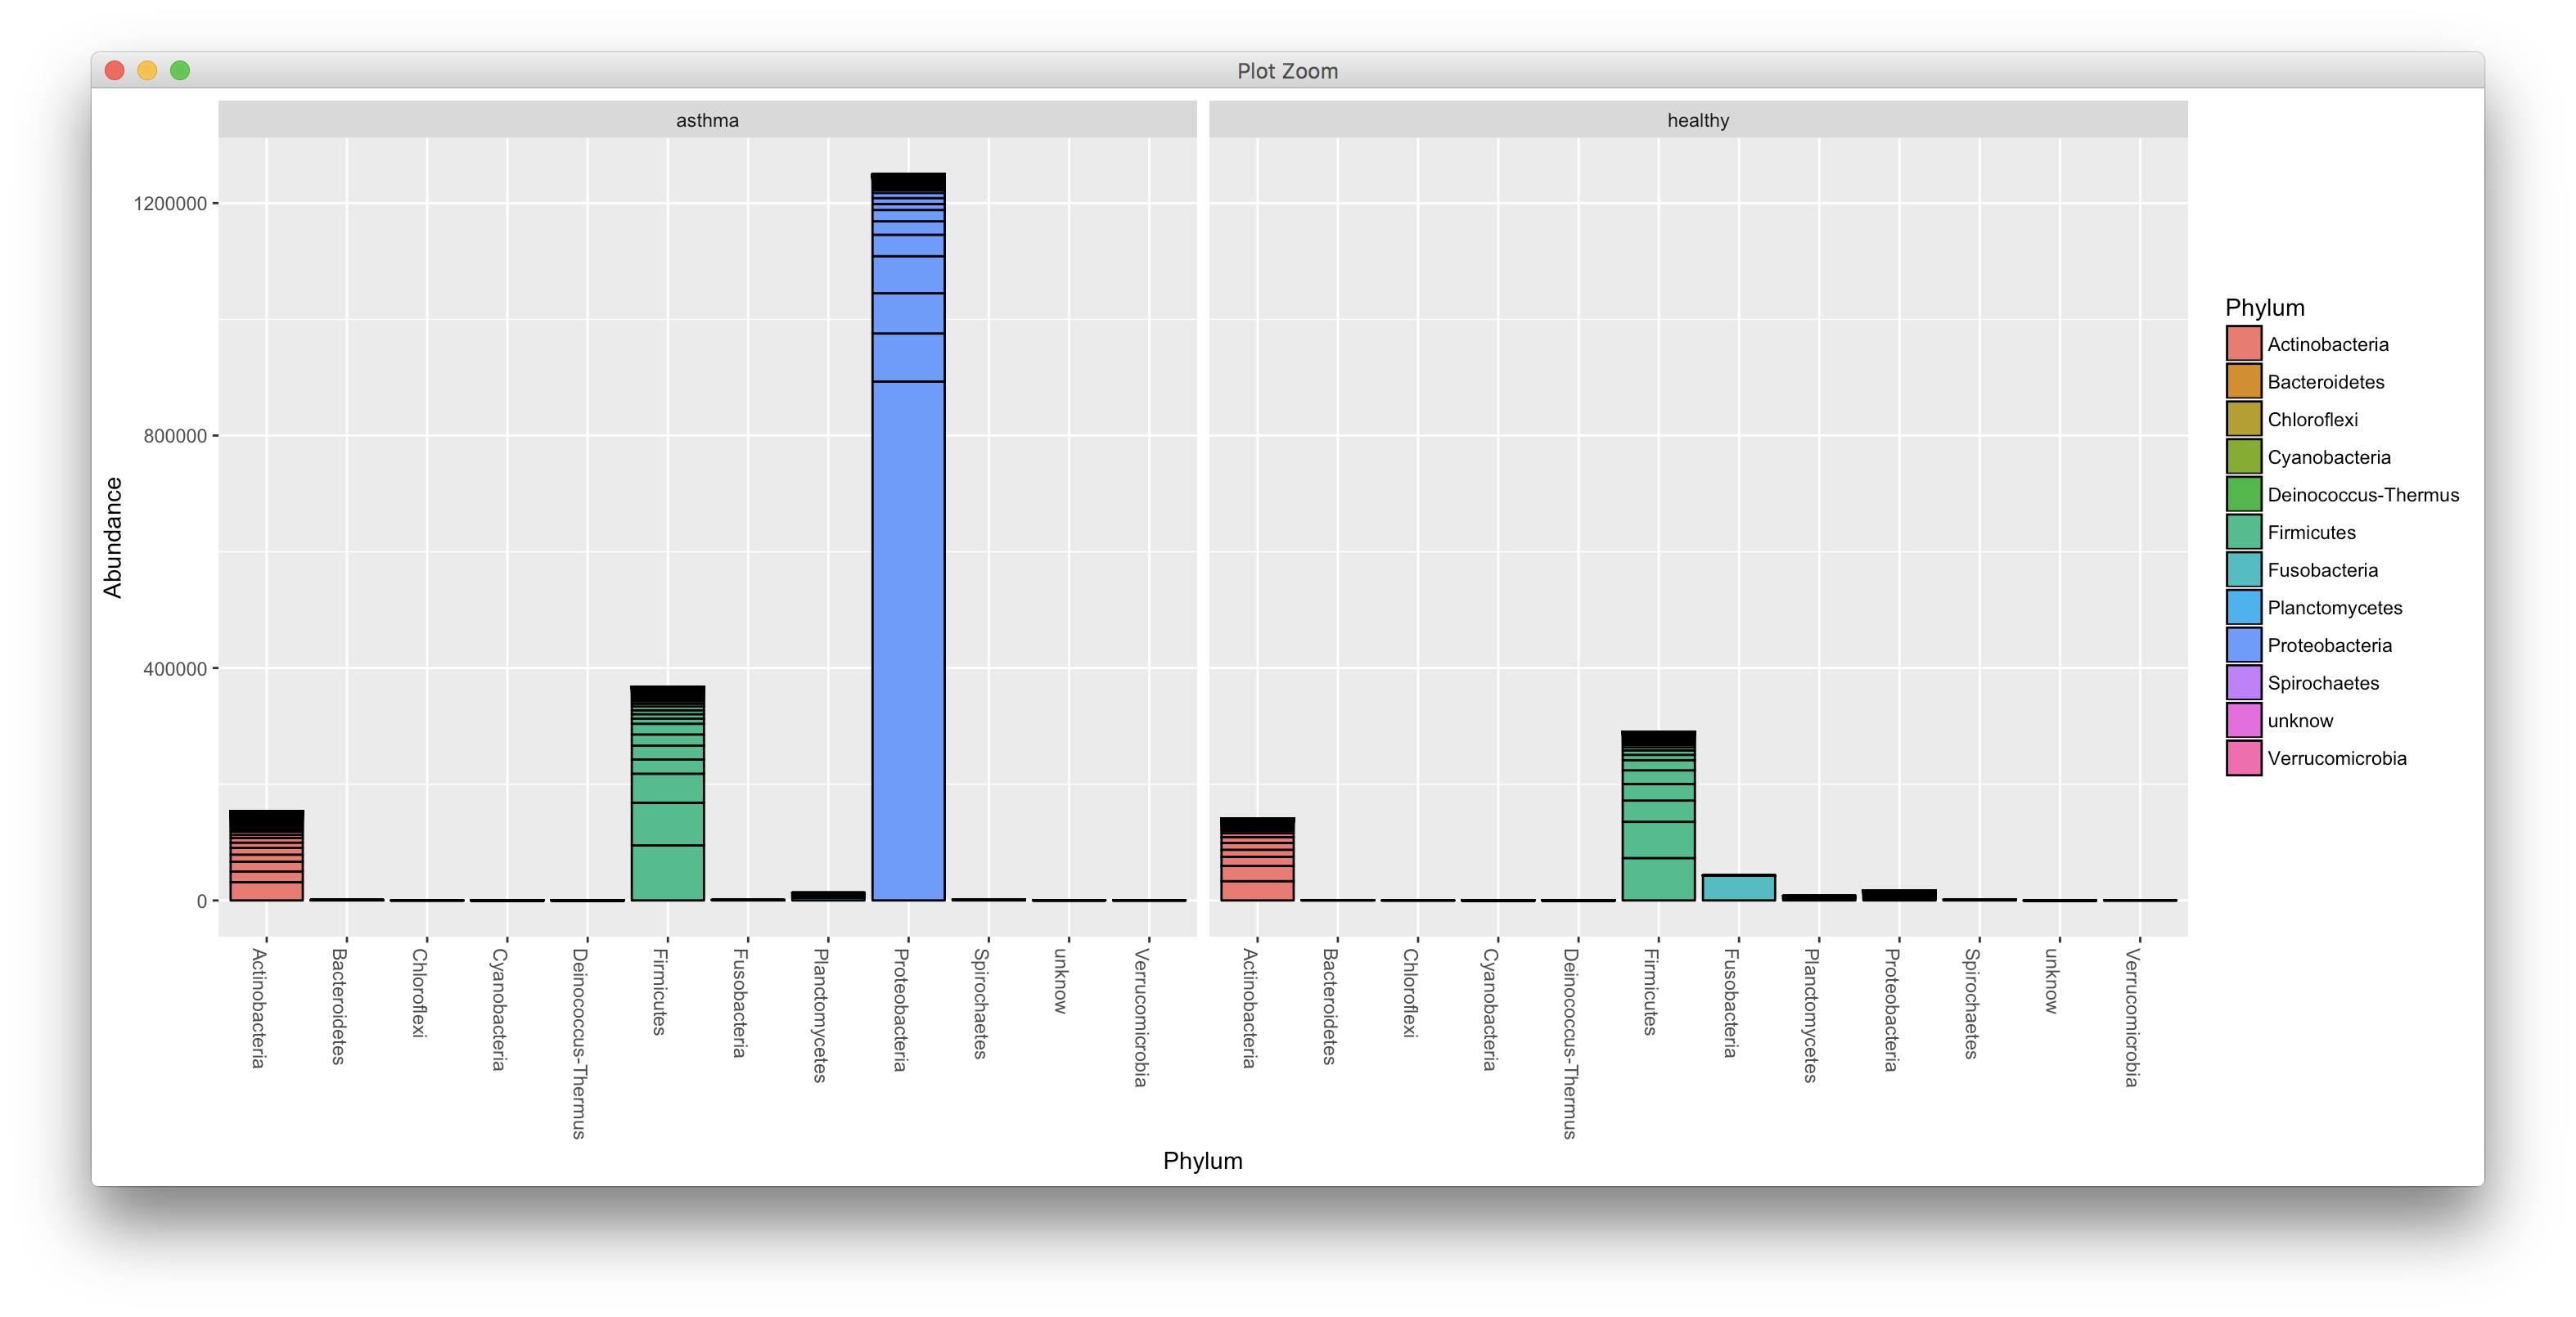 Plot Zoom
asthma
healthy
1200000
800000
400000
0
Abundance
Actinobacteria
Bacteroidetes
Chloroflexi
Cyanobacteria
Deinococcus-Thermus
Firmicutes
Fusobacteria
Planctomycetes
Proteobacteria
Spirochaetes
unknow
Verrucomicrobia
Actinobacteria
Bacteroidetes
Chloroflexi
Cyanobacteria
Deinococcus-Thermus
Firmicutes
Fusobacteria
Planctomycetes
Proteobacteria
Spirochaetes
unknow
Verrucomicrobia
Phylum
Phylum
Actinobacteria
Bacteroidetes
Chloroflexi
Cyanobacteria
Deinococcus-Thermus
Firmicutes
Fusobacteria
Planctomycetes
Proteobacteria
Spirochaetes
unknow
Verrucomicrobia